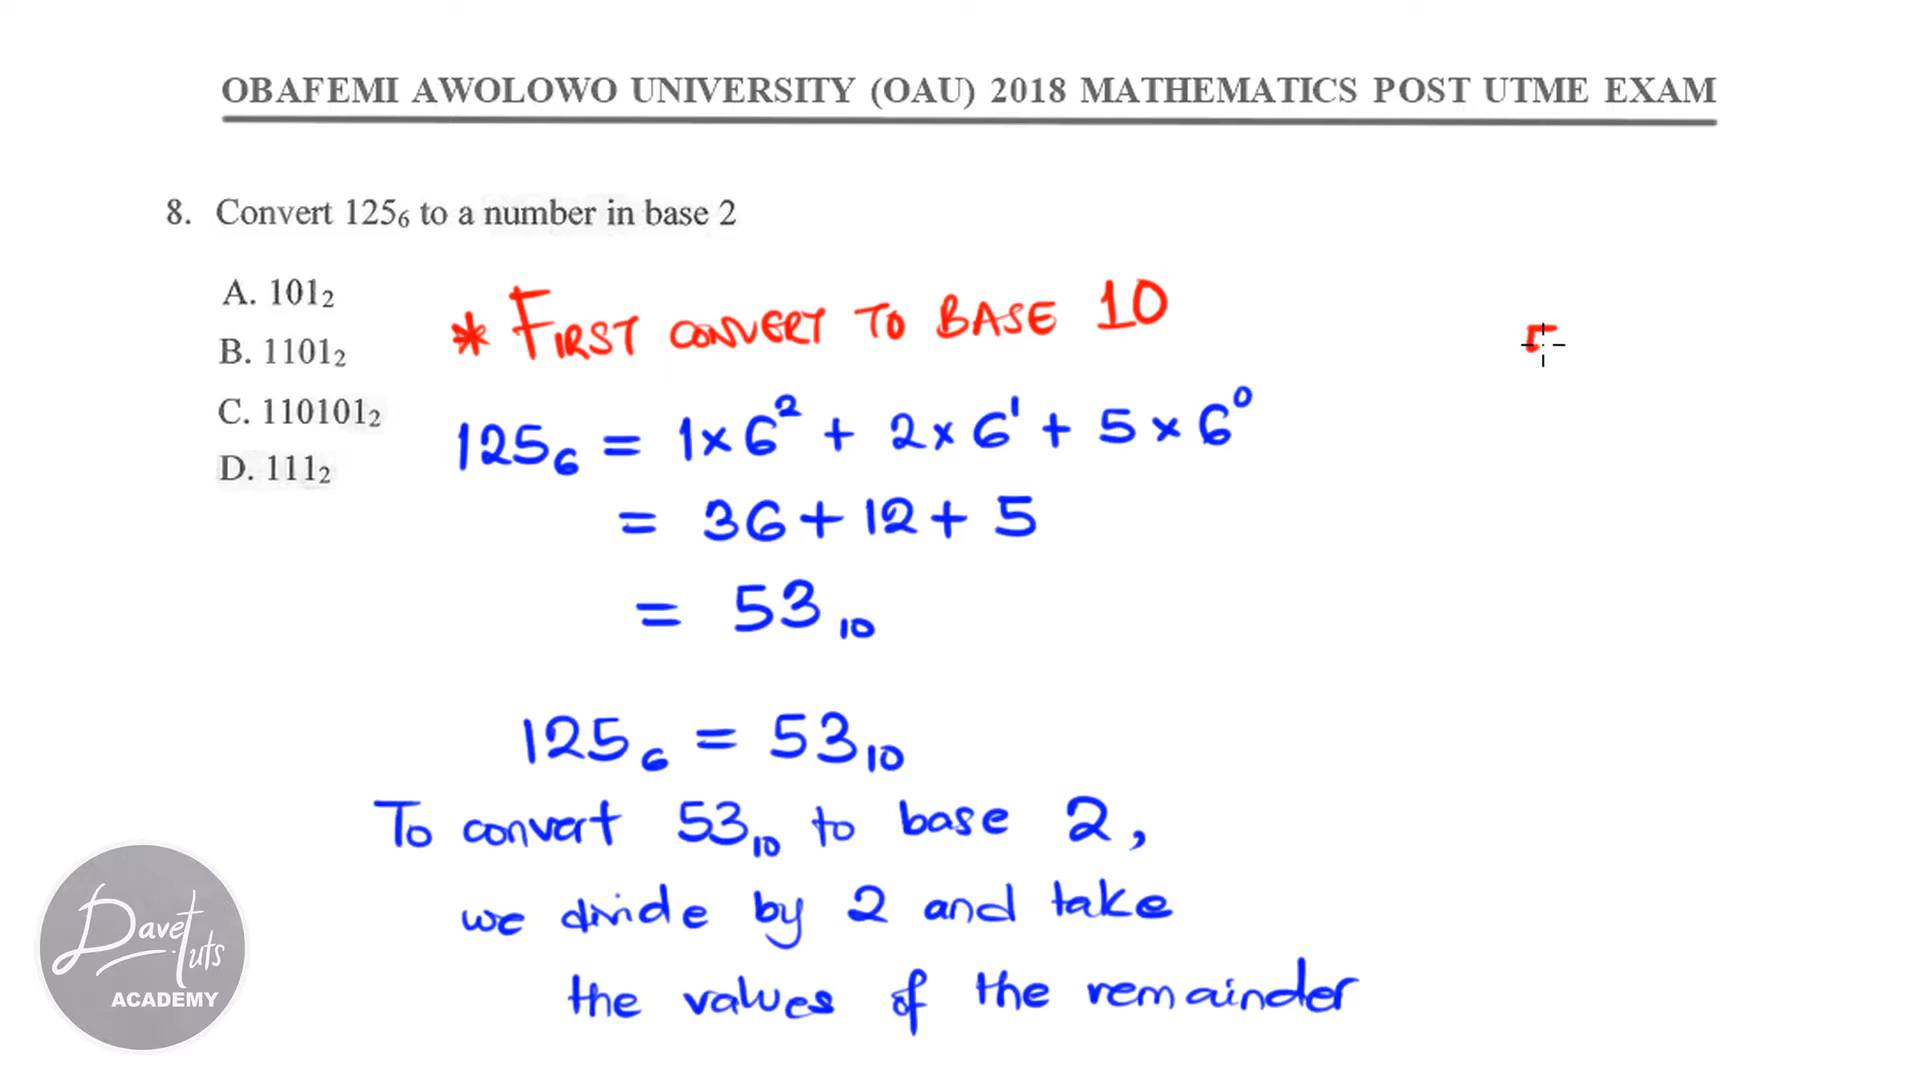 OBAFEMI AWOLOWO UNIVERSITY (OAU) 2018 MATHEMATICS POST UTME EXAM
8. Convert 125₆ to a number in base 2
A. 101₂
B. 1101₂
C. 110101₂
D. 111₂
* FIRST CONVERT TO BASE 10
125₆ = 1×6² + 2×6¹ + 5×6⁰
= 36 + 12 + 5
= 53₁₀
125₆ = 53₁₀
To convert 53₁₀ to base 2,
we divide by 2 and take
the values of the remainder
Dave Tuts
ACADEMY